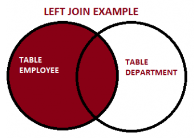 LEFT JOIN EXAMPLE
TABLE
EMPLOYEE
TABLE
DEPARTMENT